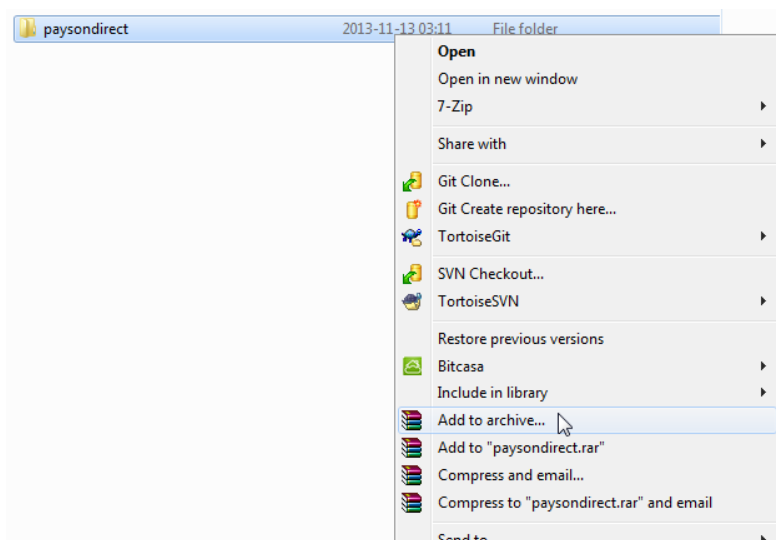 paysondirect 2013-11-13 03:11 File folder
Open
Open in new window
7-Zip
Share with
Git Clone...
Git Create repository here...
TortoiseGit
SVN Checkout...
TortoiseSVN
Restore previous versions
Bitcasa
Include in library
Add to archive...
Add to "paysondirect.rar"
Compress and email...
Compress to "paysondirect.rar" and email
Send to